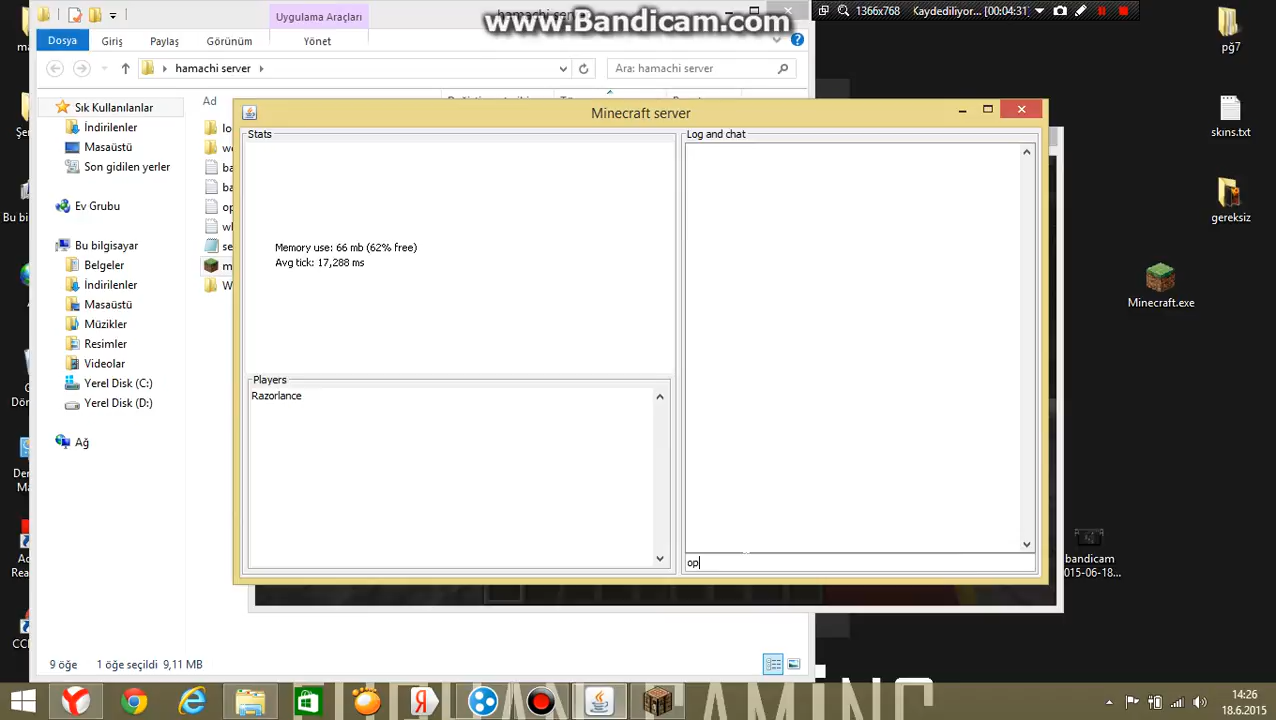 Uygulama Araçları
hamachi
www.Bandicam.com
1366x768 Kaydediliyor... [00:04:31]
Dosya Giriş Paylaş Görünüm Yönet
hamachi server
Ara: hamachi server
pg7
skıns.txt
gereksiz
Minecraft.exe
bandicam
2015-06-18...
Sık Kullanılanlar
İndirilenler
Masaüstü
Son gidilen yerler
Ev Grubu
Bu bilgisayar
Belgeler
İndirilenler
Masaüstü
Müzikler
Resimler
Videolar
Yerel Disk (C:)
Yerel Disk (D:)
Ağ
Ad
Minecraft server
Stats
Memory use: 66 mb (62% free)
Avg tick: 17,288 ms
Players
Razorlance
Log and chat
op
9 öğe 1 öğe seçildi 9,11 MB
GAMING
14:26
18.6.2015